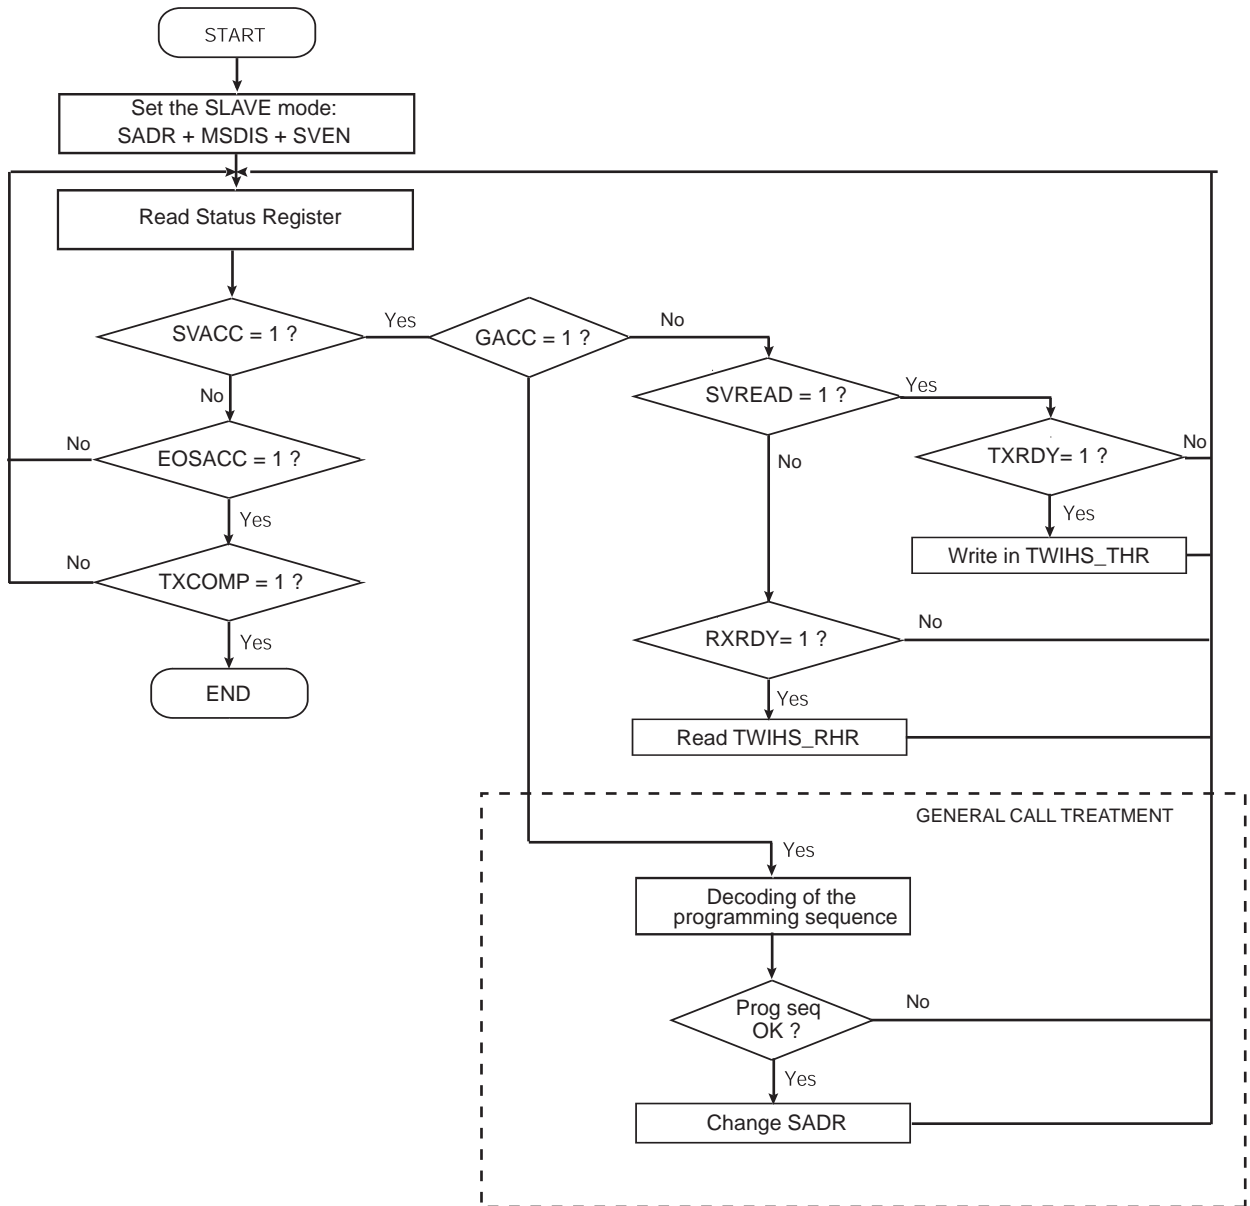 START
Set the SLAVE mode:
SADR + MSDIS + SVEN
Read Status Register
SVACC = 1 ?
Yes
GACC = 1 ?
No
No
SVREAD = 1 ?
Yes
No
EOSACC = 1 ?
No
TXRDY= 1 ?
No
Yes
Yes
Write in TWIHS_THR
No
TXCOMP = 1 ?
Yes
RXRDY= 1 ?
No
END
Yes
Read TWIHS_RHR
GENERAL CALL TREATMENT
Yes
Decoding of the
programming sequence
Prog seq
OK ?
No
Yes
Change SADR